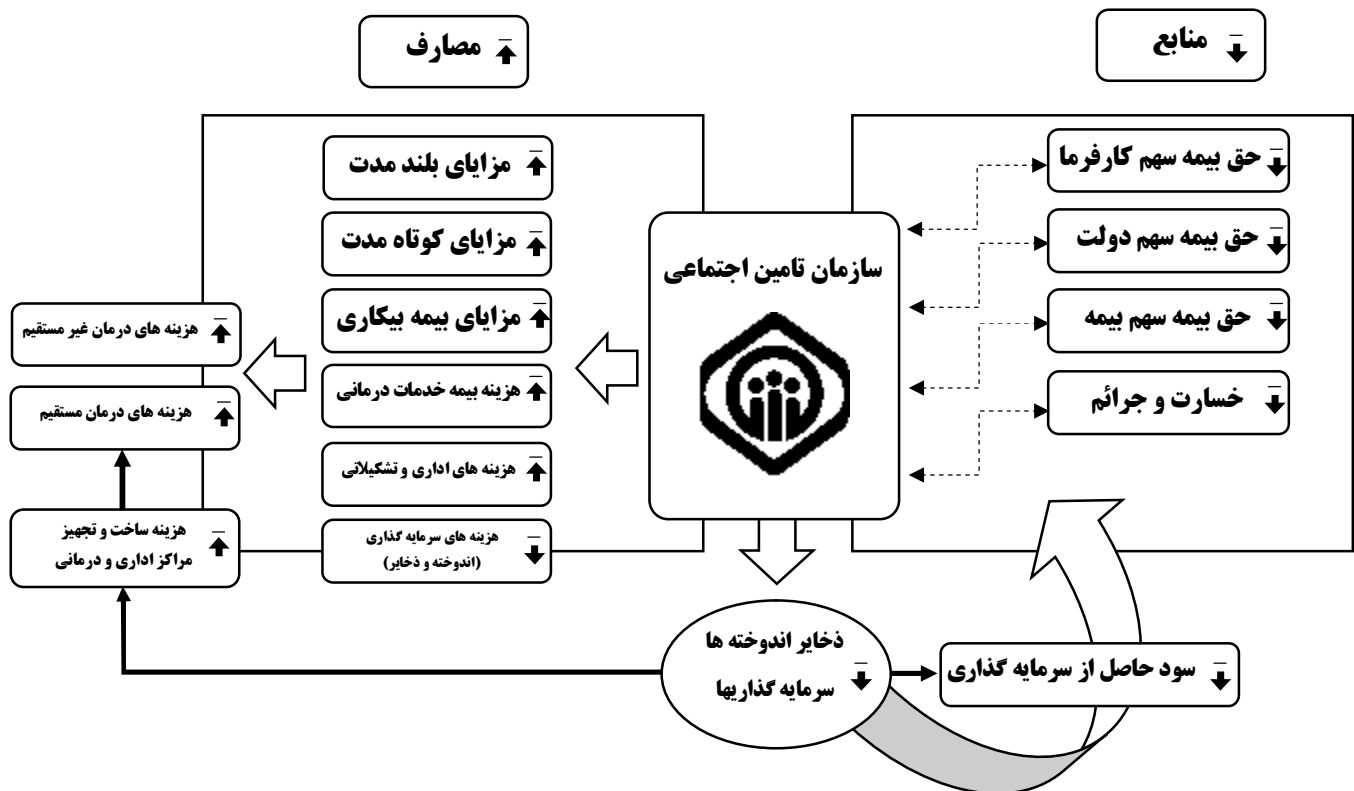 منابع
مصارف
حق بیمه سهم کارفرما
حق بیمه سهم دولت
حق بیمه سهم بیمه
خسارت و جرائم
سازمان تامین اجتماعی
مزایای بلند مدت
مزایای کوتاه مدت
مزایای بیمه بیکاری
هزینه بیمه خدمات درمانی
هزینه های اداری و تشکیلاتی
هزینه های سرمایه گذاری
(اندوخته و ذخایر)
هزینه های درمان غیر مستقیم
هزینه های درمان مستقیم
هزینه ساخت و تجهیز
مراکز اداری و درمانی
ذخایر اندوخته ها
سرمایه گذاریها
سود حاصل از سرمایه گذاری